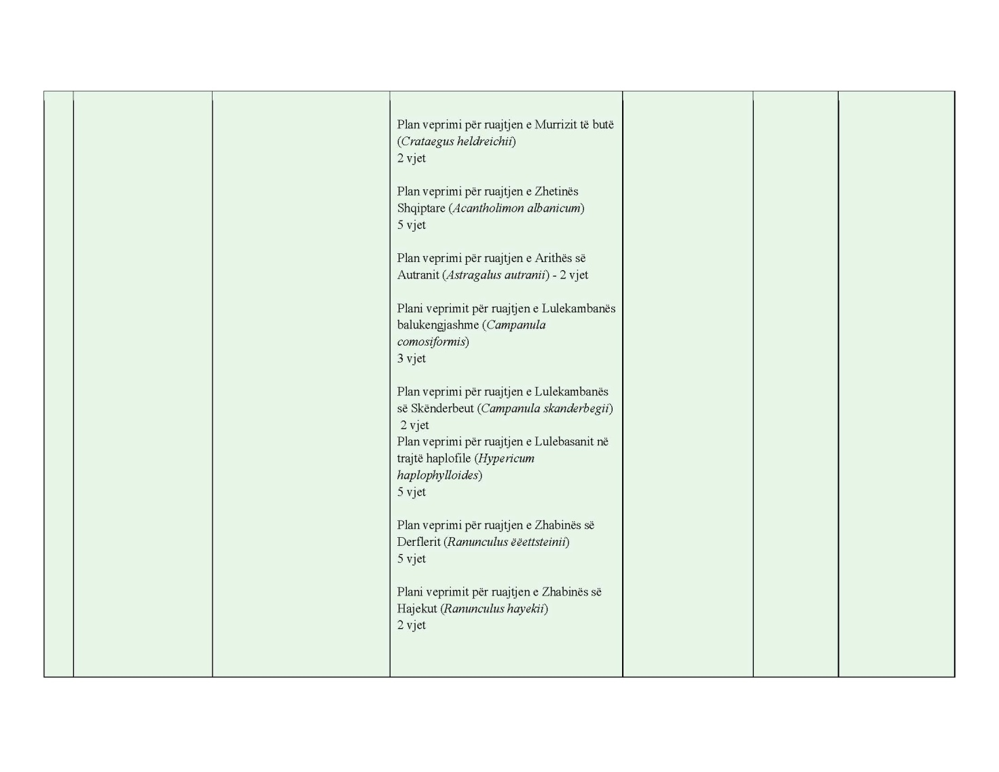 Plan veprimi për ruajtjen e Murrizit të butë
(Crataegus heldreichii)
2 vjet
Plan veprimi për ruajtjen e Zhetinës
Shqiptare (Acantholimon albanicum)
5 vjet
Plan veprimi për ruajtjen e Arithës së
Autranit (Astragalus autranii) - 2 vjet
Plani veprimit për ruajtjen e Lulekambanës
balukengjashme (Campanula
comosiformis)
3 vjet
Plan veprimi për ruajtjen e Lulekambanës
së Skënderbeut (Campanula skanderbegii)
2 vjet
Plan veprimi për ruajtjen e Lulebasanit në
trajtë haplofile (Hypericum
haplophylloides)
5 vjet
Plan veprimi për ruajtjen e Zhabinës së
Derflerit (Ranunculus ëëettsteinii)
5 vjet
Plani veprimit për ruajtjen e Zhabinës së
Hajekut (Ranunculus hayekii)
2 vjet